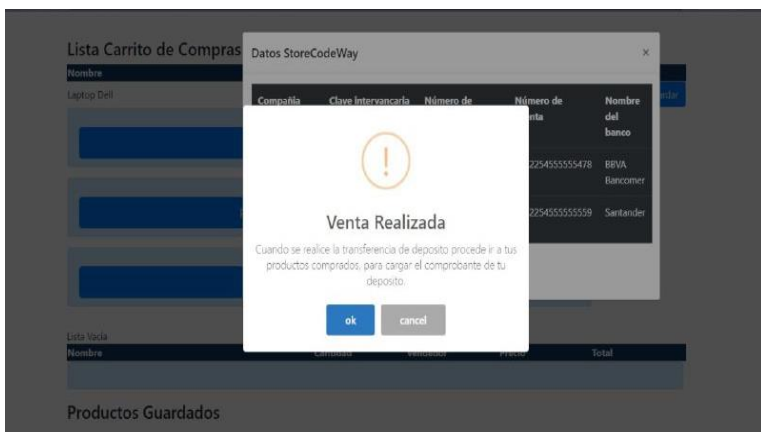 Lista Carrito de Compras
Datos StoreCodeWay
×
Nombre
Laptop Dell
Compañia Clave intervancaria Número de Número de Nombre
del
banco
2254555555478 BBVA
Bancomer
2254555555559 Santander
!
Venta Realizada
Cuando se realice la transferencia de deposito procede ir a tus
productos comprados, para cargar el comprobante de tu
deposito.
ok cancel
Lista Vacia
Nombre Cantidad Vendedor Precio Total
Productos Guardados